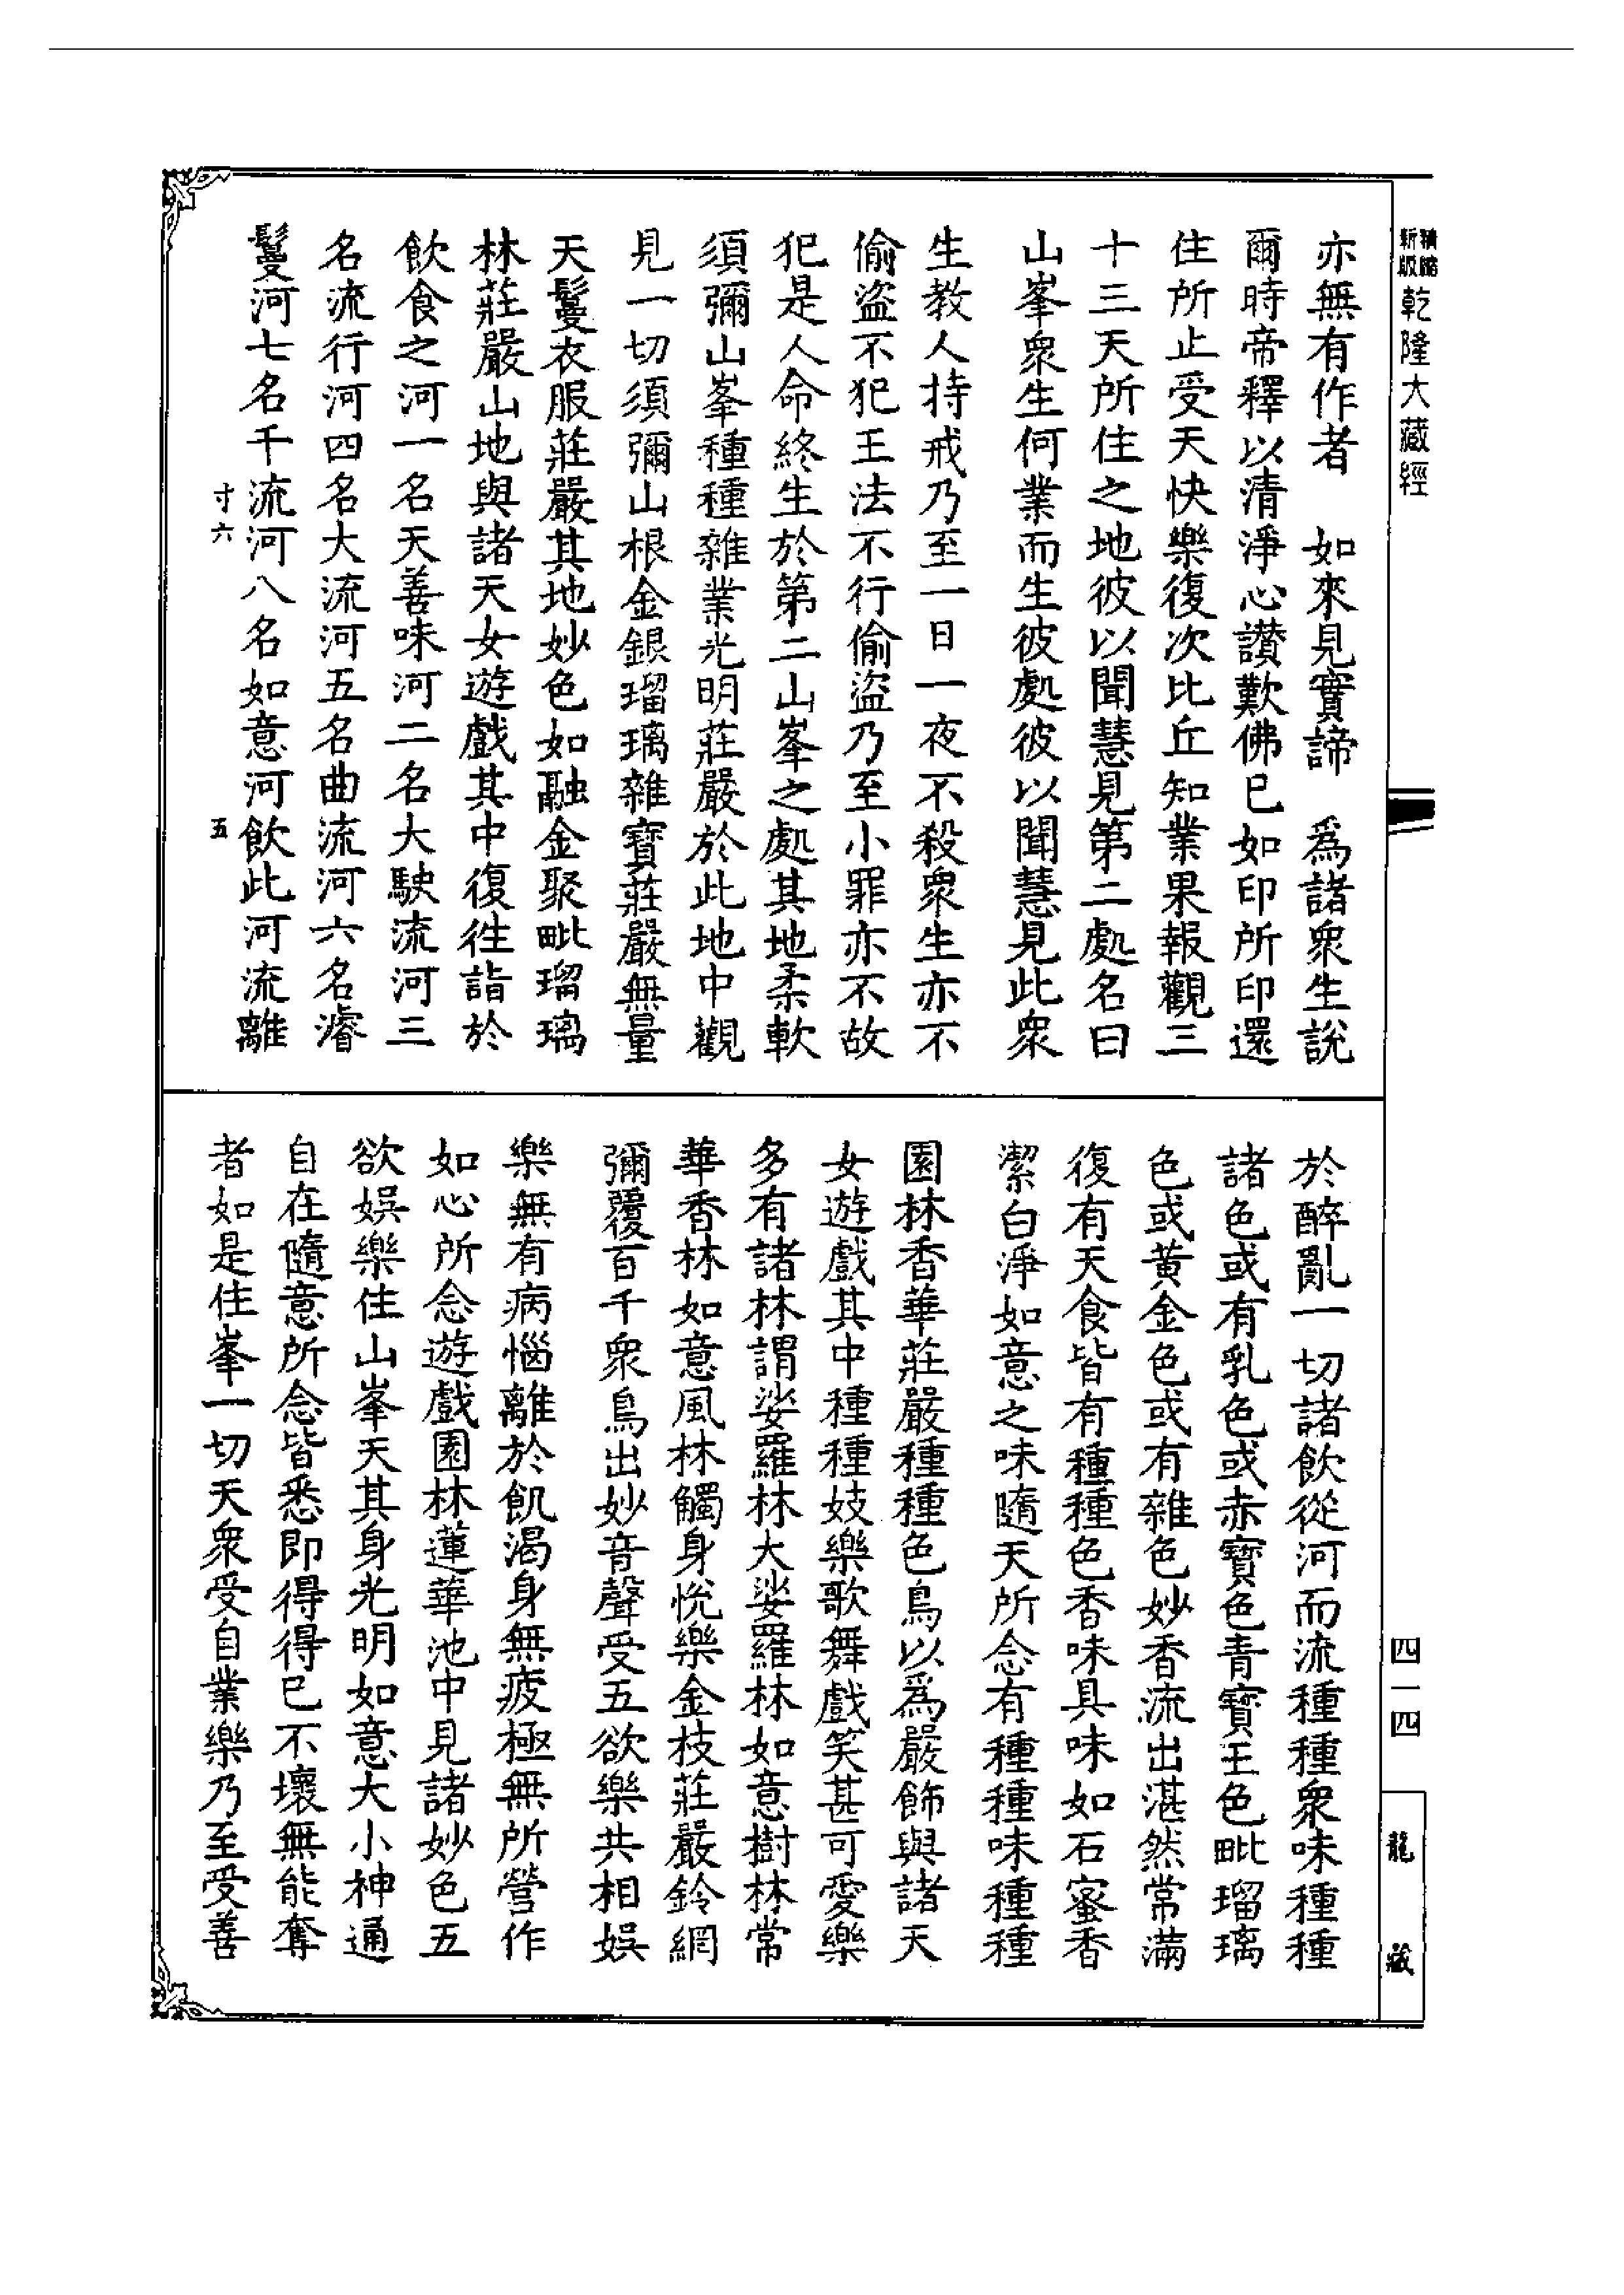 精縮新版乾隆大藏經
亦無有作者　如來見實諦　爲諸衆生說
爾時帝釋以清淨心讃歎佛已如印所印還
住所止受天快樂復次比丘知業果報觀三
十三天所住之地彼以聞慧見第二處名曰
山峯衆生何業而生彼處彼以聞慧見此衆
生教人持戒乃至一日一夜不殺衆生亦不
偷盜不犯王法不行偷盜乃至小罪亦不故
犯是人命終生於第二山峯之處其地柔軟
須彌山峯種種雜業光明莊嚴於此地中觀
見一切須彌山根金銀瑠璃雜寶莊嚴無量
天鬘衣服莊嚴其地妙色如融金聚毗瑠璃
林莊嚴山地與諸天女遊戲其中復往詣於
飲食之河一名天善味河二名大駛流河三
名流行河四名大流河五名曲流河六名濬
鬘河七名千流河八名如意河飲此河流離
寸六　五
於醉亂一切諸飲從河而流種種衆味種種
諸色或有乳色或赤寶色青寶王色毗瑠璃
色或黃金色或有雜色妙香流出湛然常滿
復有天食皆有種種色香味具味如石蜜香
潔白淨如意之味隨天所念有種種味種種
園林香華莊嚴種種色鳥以爲嚴飾與諸天
女遊戲其中種種妓樂歌舞戲笑甚可愛樂
多有諸林謂娑羅林大娑羅林如意樹林常
華香林如意風林觸身悅樂金枝莊嚴鈴網
彌覆百千衆鳥出妙音聲受五欲樂共相娛
樂無有病惱離於飢渴身無疲極無所營作
如心所念遊戲園林蓮華池中見諸妙色五
欲娛樂住山峯天其身光明如意大小神通
自在隨意所念皆悉即得得已不壞無能奪
者如是住峯一切天衆受自業樂乃至受善
四一四
龍藏